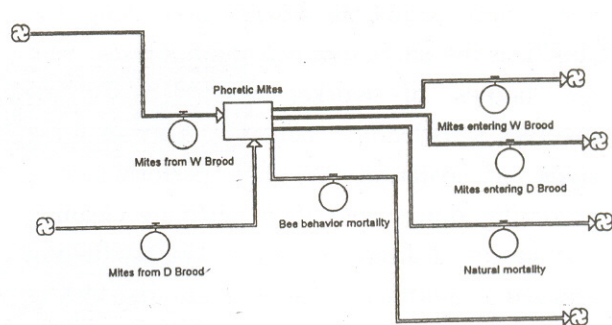 Phoretic Mites
Mites entering W Brood
Mites from W Brood
Mites entering D Brood
Bee behavior mortality
Mites from D Brood
Natural mortality